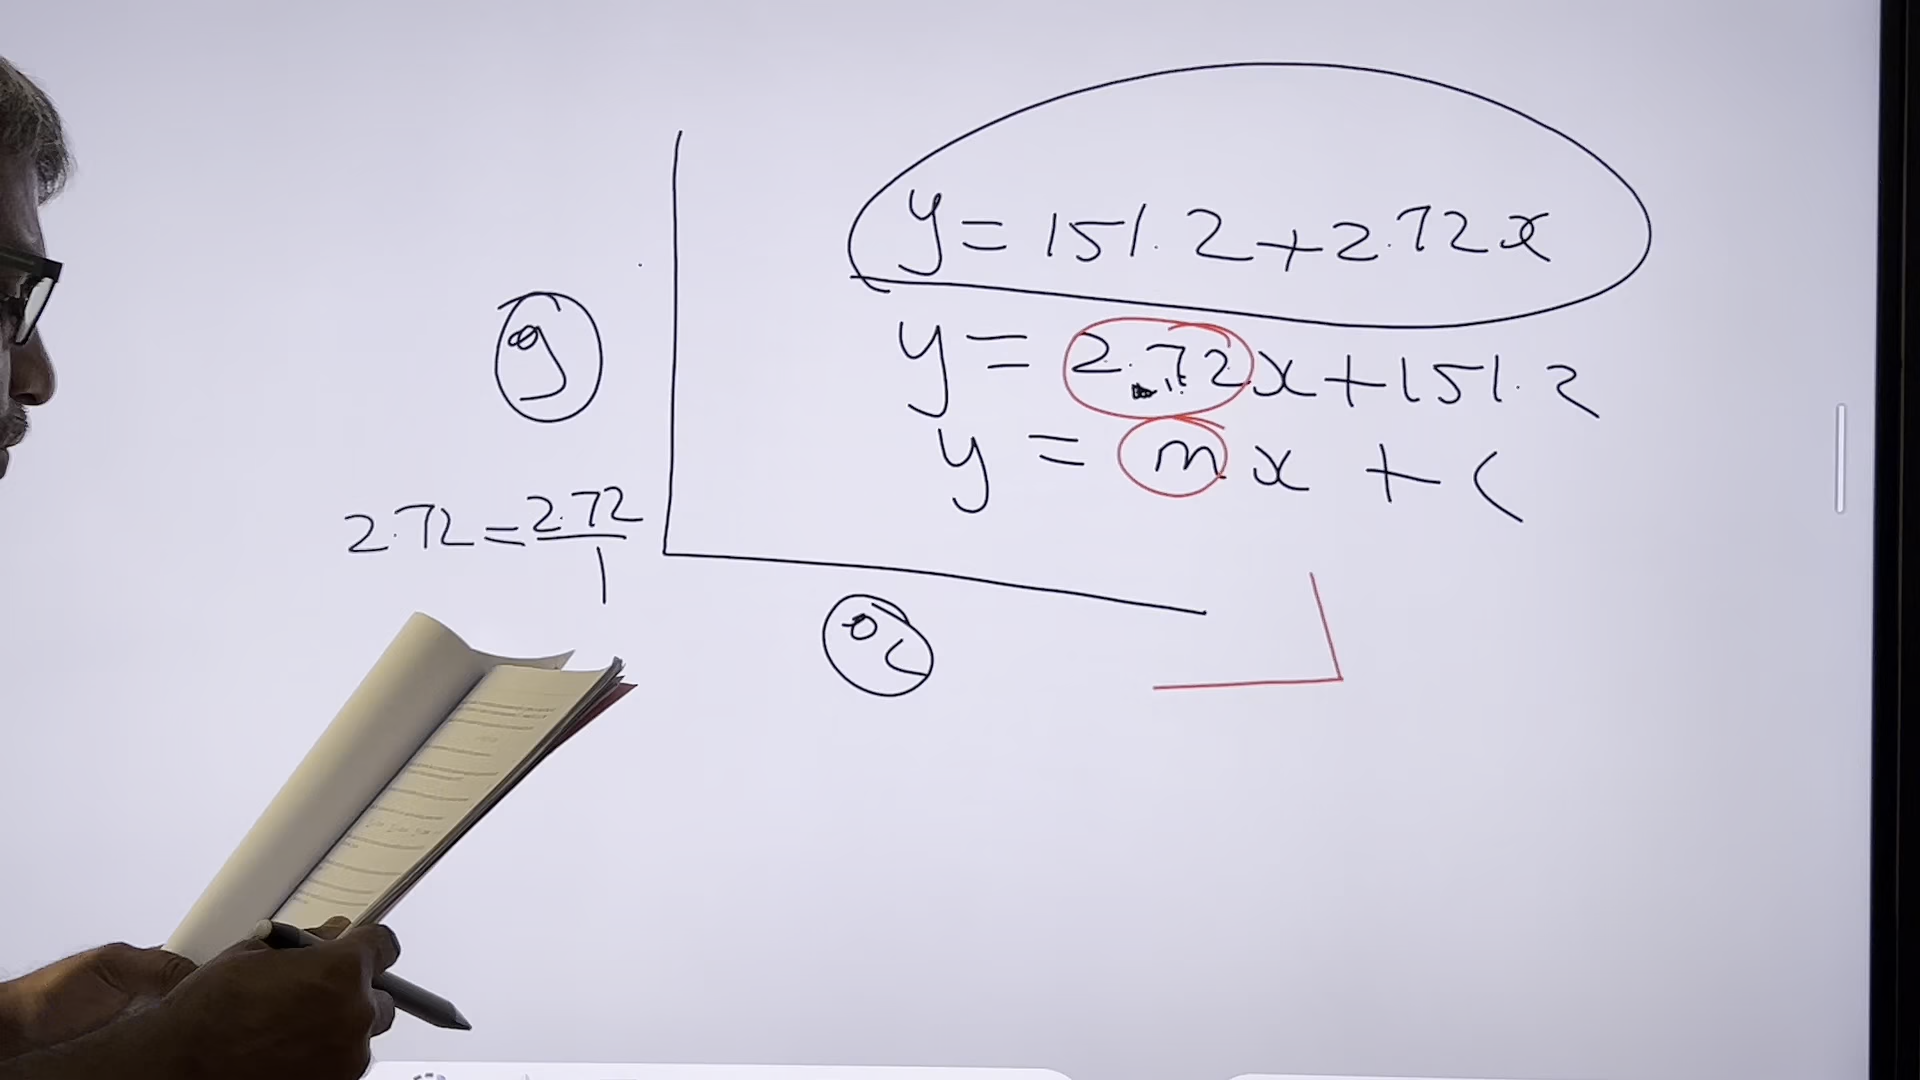 y = 151.2 + 2.72x
y = 2.72x + 151.2
y = mx + c
g
2.72 = 2.72/1
°C